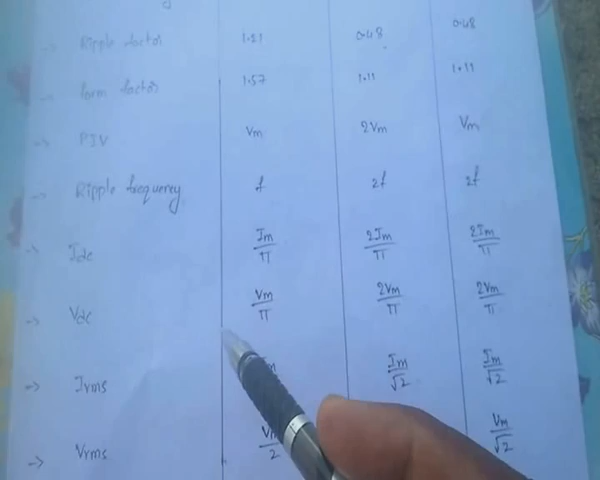 → Ripple factor 1.21 0.48 0.48
→ form factor 1.57 1.11 1.11
→ PIV Vm 2Vm Vm
→ Ripple frequency f 2f 2f
→ Idc Im/π 2Im/π 2Im/π
→ Vdc Vm/π 2Vm/π 2Vm/π
→ Irms Im/√2 Im/√2
→ Vrms Vm/2 Vm/√2